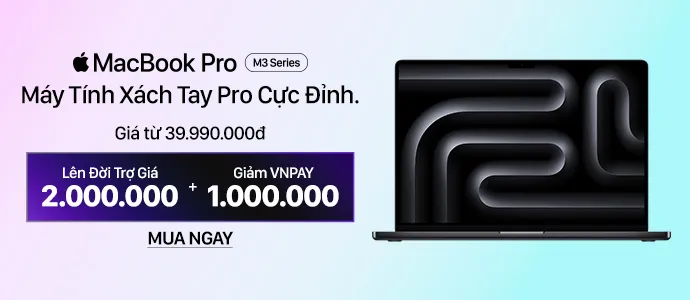 MacBook Pro M3 Series
Máy Tính Xách Tay Pro Cực Đỉnh.
Giá từ 39.990.000đ
Lên Đời Trợ Giá
2.000.000
+
Giảm VNPAY
1.000.000
MUA NGAY